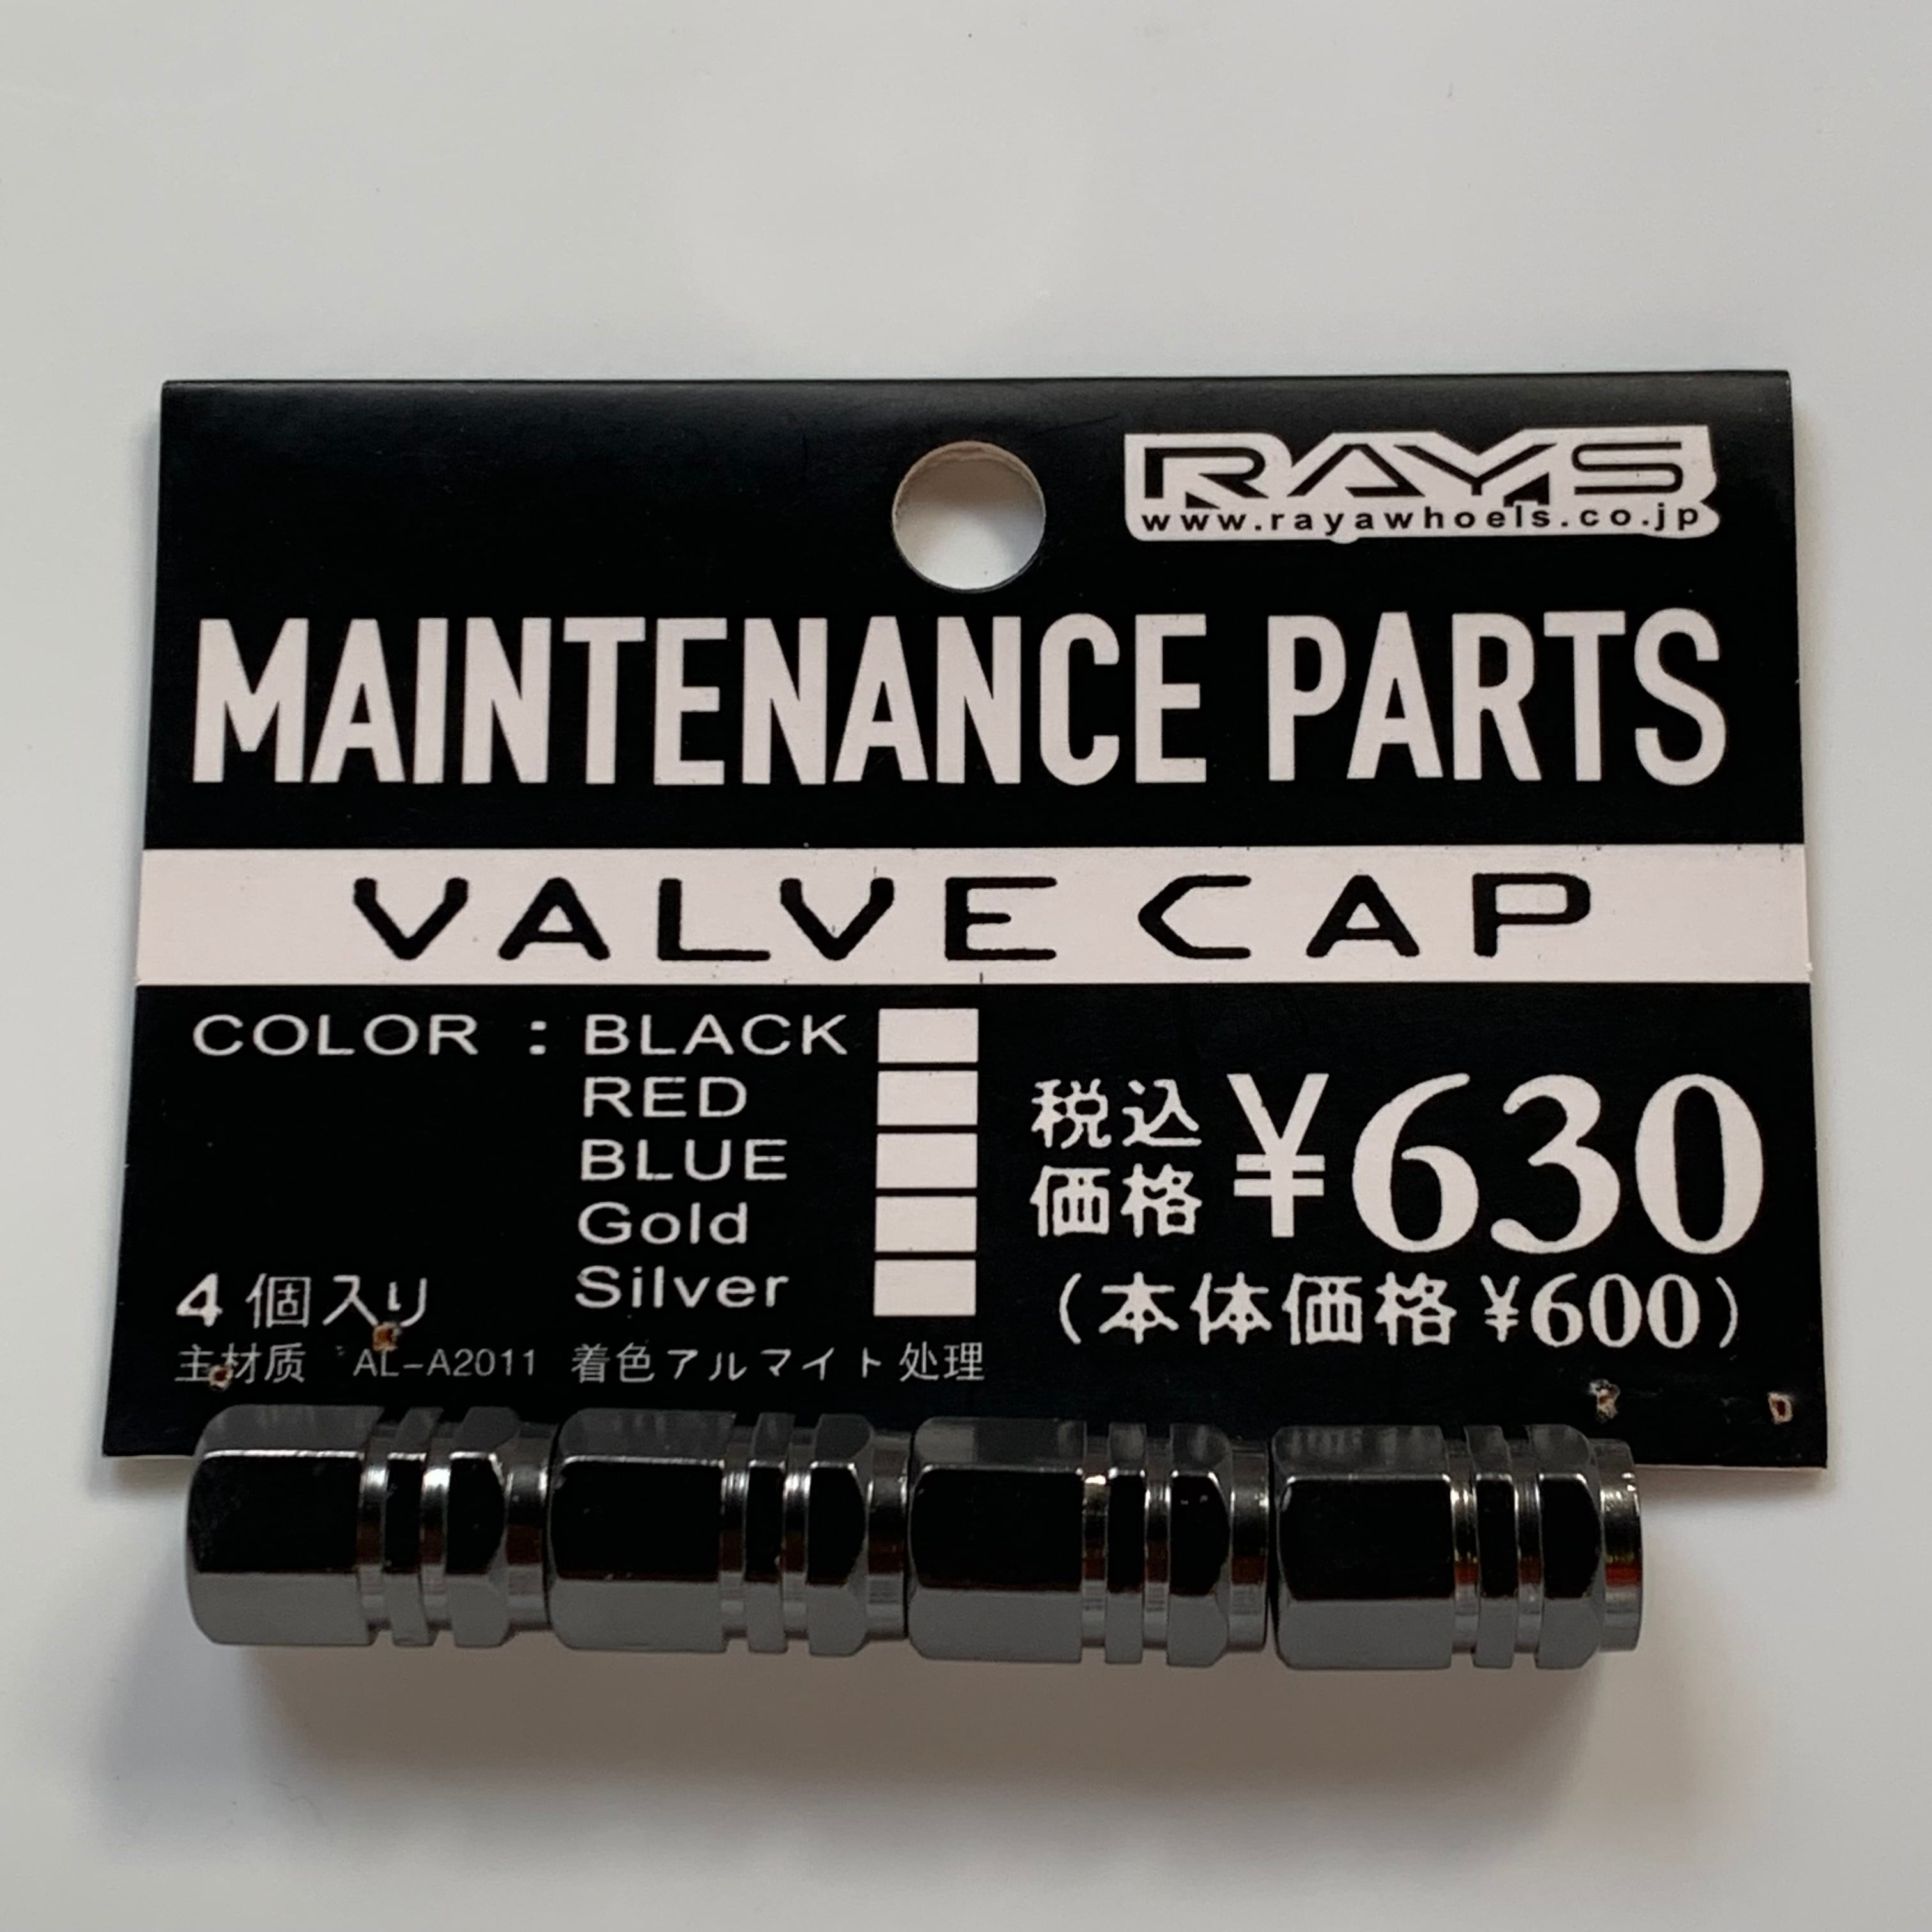 RAYS
www.rayawhoels.co.jp
MAINTENANCE PARTS
VALVE CAP
COLOR : BLACK
RED
BLUE
Gold
Silver
4個入り
主材质 AL-A2011 着色アルマイト处理
税込
価格 ¥630
(本体価格 ¥600)